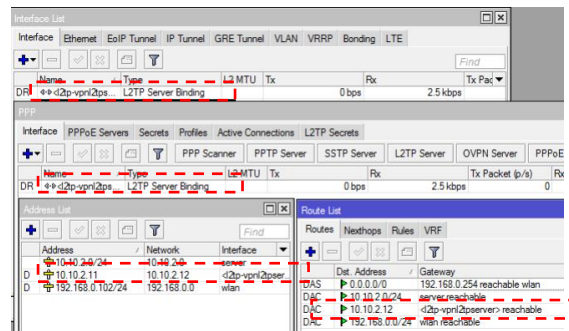 Interface List
Interface Ethernet EoIP Tunnel IP Tunnel GRE Tunnel VLAN VRRP Bonding LTE
Find
Name Type L2 MTU Tx Rx Tx Pac
DR <l2tp-vpnl2tps... L2TP Server Binding 0 bps 2.5 kbps
PPP
Interface PPPoE Servers Secrets Profiles Active Connections L2TP Secrets
PPP Scanner PPTP Server SSTP Server L2TP Server OVPN Server PPPoE
Name Type L2 MTU Tx Rx Tx Packet (p/s) Rx
DR <l2tp-vpnl2tps... L2TP Server Binding 0 bps 2.5 kbps 0
Address List
Find
Address Network Interface
10.10.2.0/24 10.10.2.0 server
D 10.10.2.11 10.10.2.12 <l2tp-vpnl2tpser...
D 192.168.0.102/24 192.168.0.0 wlan
Route List
Routes Nexthops Rules VRF
Dst. Address Gateway
DAS 0.0.0.0/0 192.168.0.254 reachable wlan
DAC 10.10.2.0/24 server reachable
DAC 10.10.2.12 <l2tp-vpnl2tpserver> reachable
DAC 192.168.0.0/24 wlan reachable